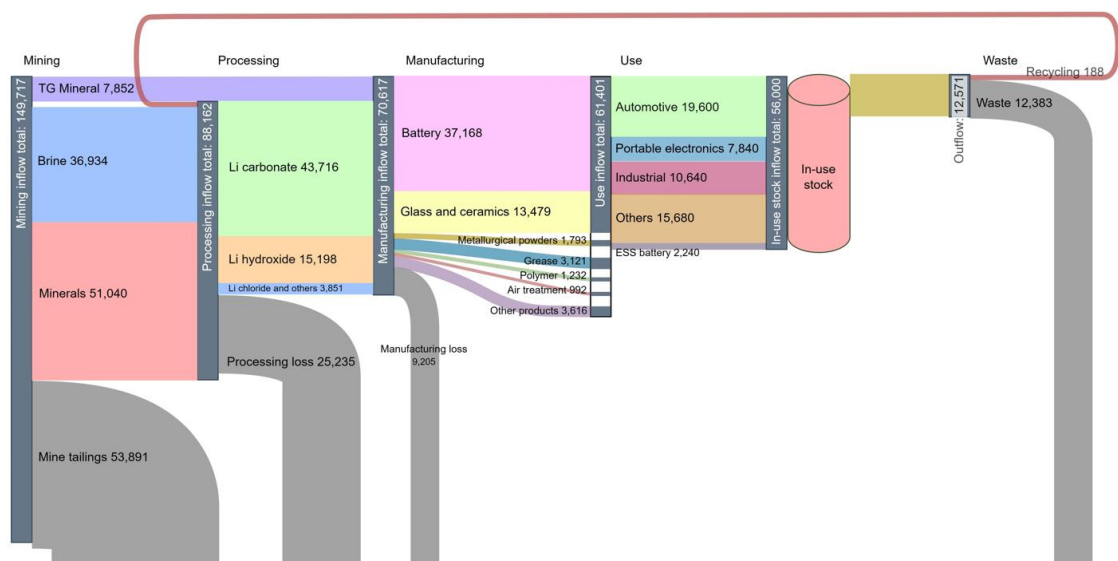 Mining
Processing
Manufacturing
Use
Waste
Recycling 188
Mining inflow total: 149,717
TG Mineral 7,852
Brine 36,934
Minerals 51,040
Mine tailings 53,891
Processing inflow total: 88,162
Li carbonate 43,716
Li hydroxide 15,198
Li chloride and others 3,851
Processing loss 25,235
Manufacturing inflow total: 70,617
Battery 37,168
Glass and ceramics 13,479
Metallurgical powders 1,793
Grease 3,121
Polymer 1,232
Air treatment 992
Other products 3,616
Manufacturing loss
9,205
Use inflow total: 61,401
Automotive 19,600
Portable electronics 7,840
Industrial 10,640
Others 15,680
ESS battery 2,240
In-use stock inflow total: 56,000
In-use
stock
Outflow: 12,571
Waste 12,383